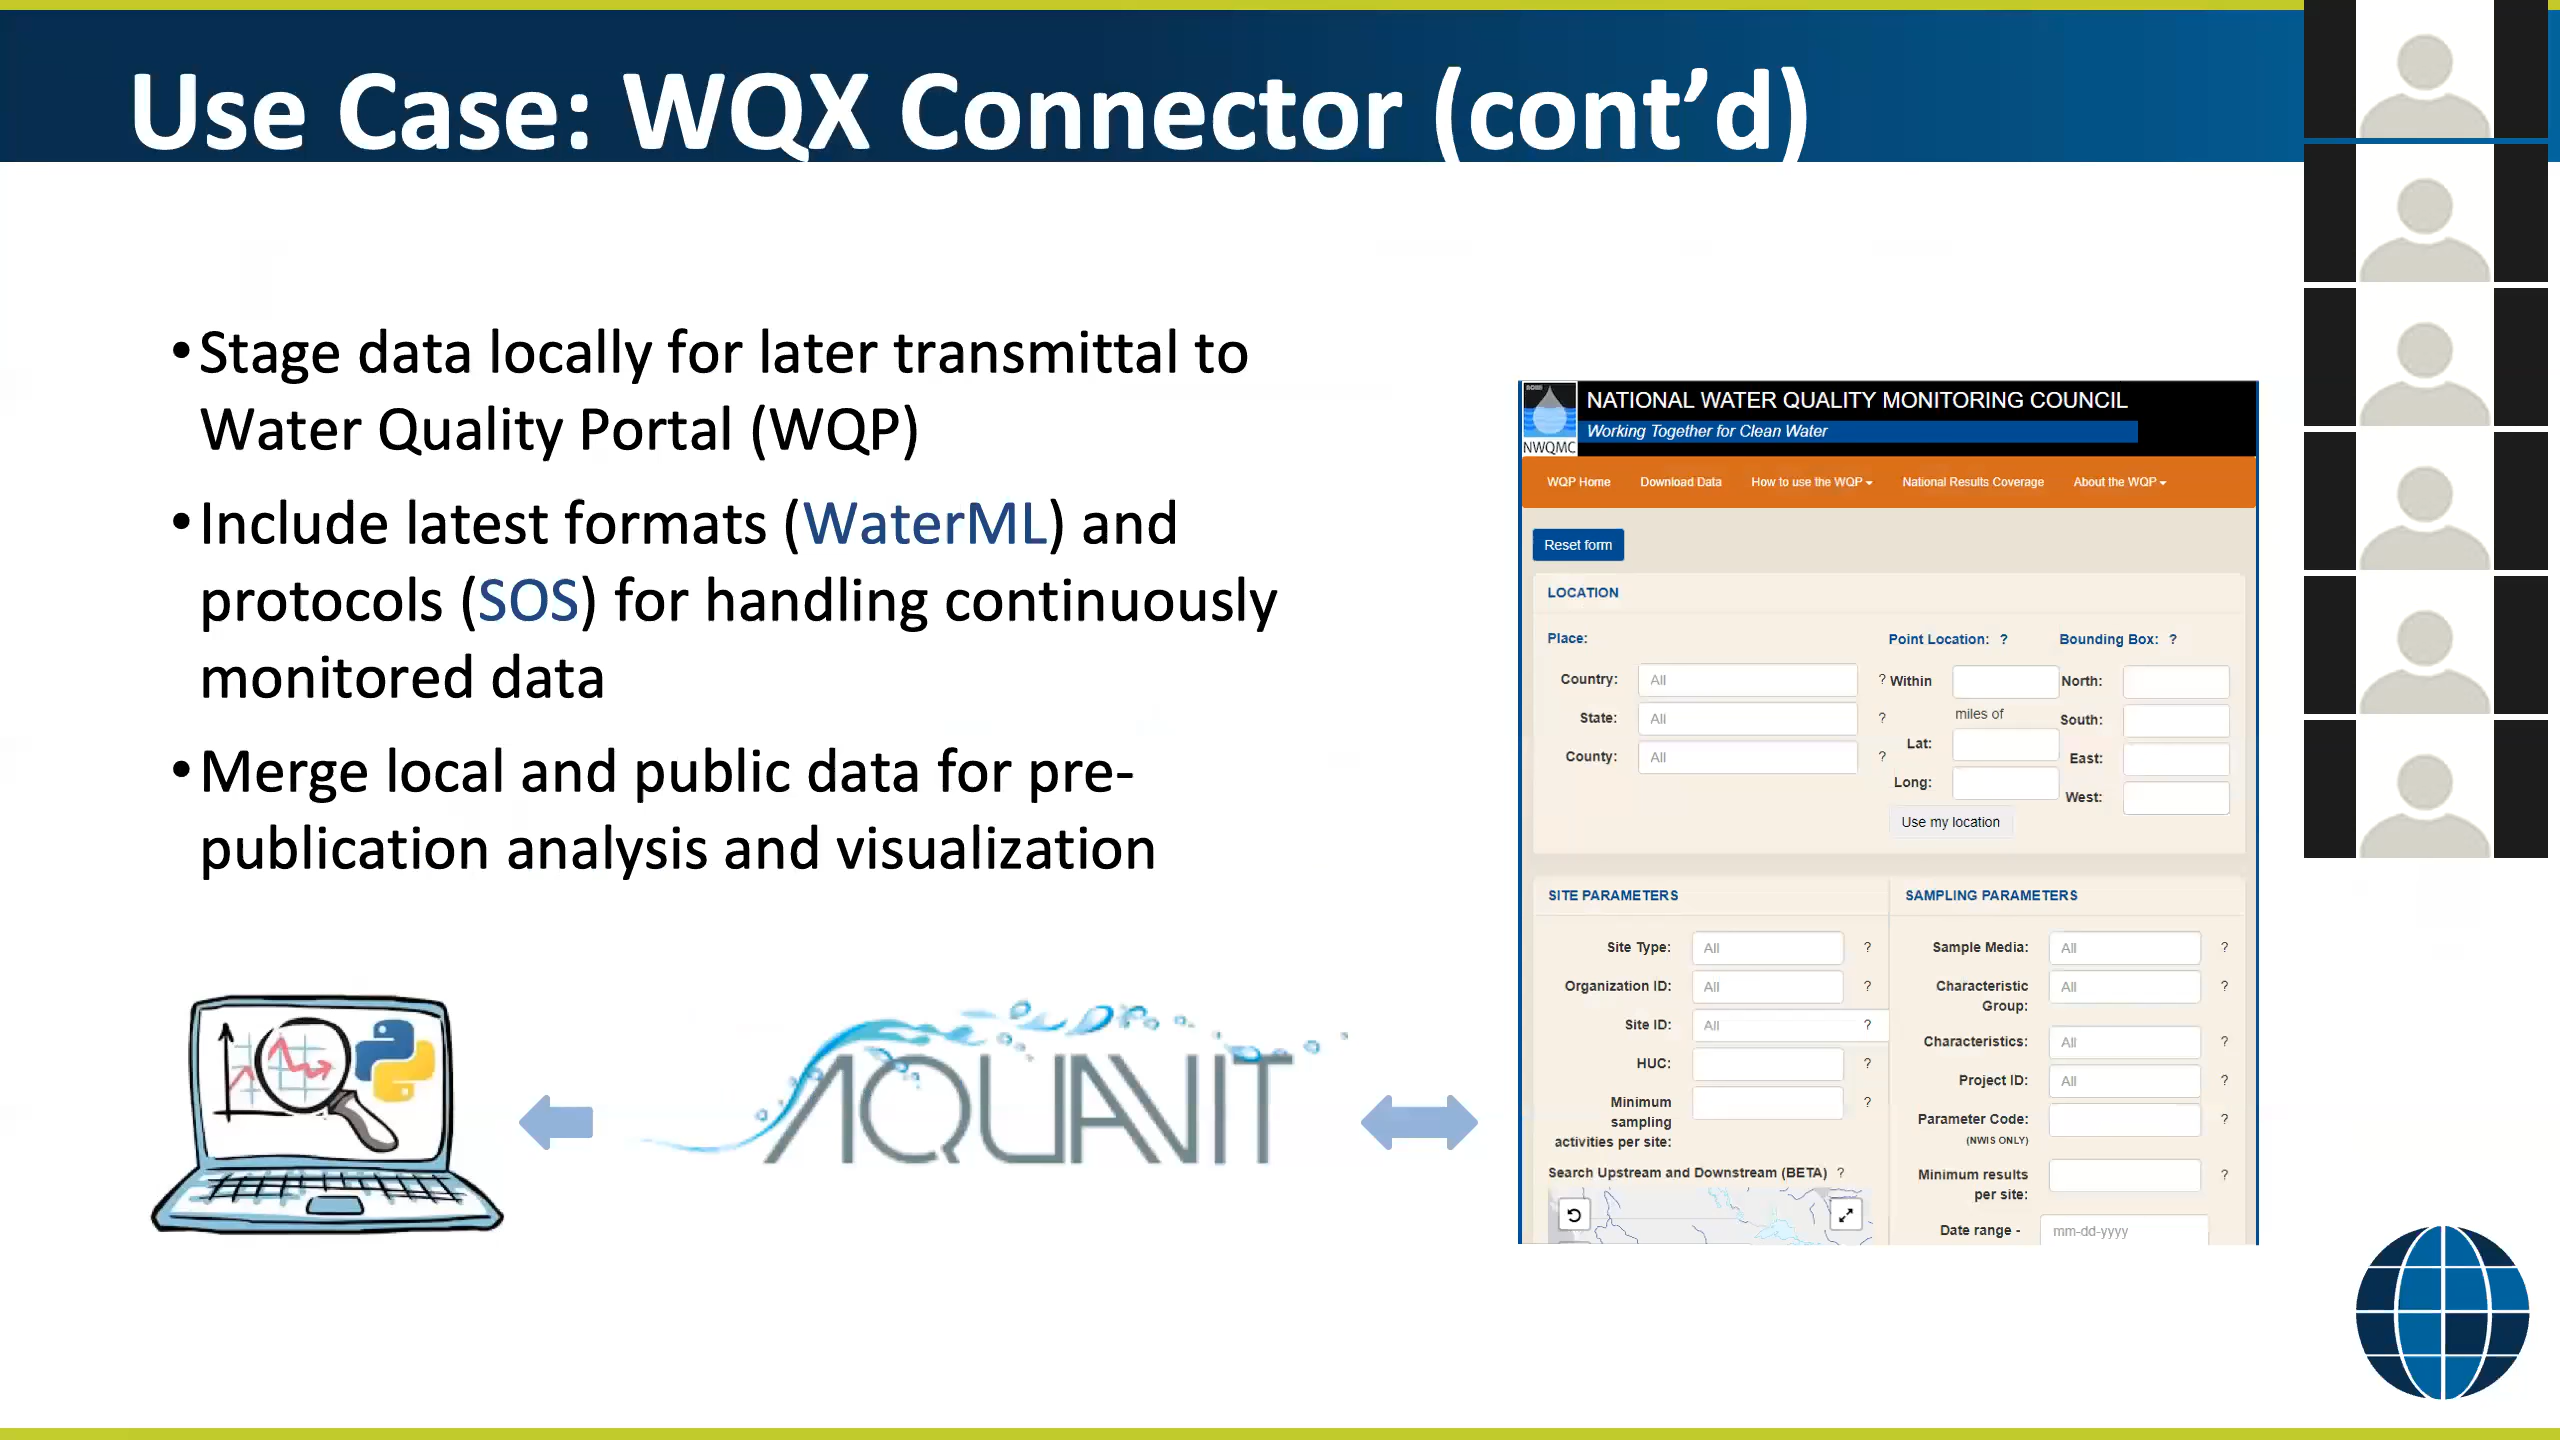 Use Case: WQX Connector (cont’d)
•Stage data locally for later transmittal to
Water Quality Portal (WQP)
•Include latest formats (WaterML) and
protocols (SOS) for handling continuously
monitored data
•Merge local and public data for pre-
publication analysis and visualization
AQUAVIT
NATIONAL WATER QUALITY MONITORING COUNCIL
Working Together for Clean Water
NWQMC
WQP Home Download Data How to use the WQP National Results Coverage About the WQP
Reset form
LOCATION
Place: Point Location: ? Bounding Box: ?
Country: All ? Within North:
State: All ? miles of South:
County: All ? Lat: East:
Long: West:
Use my location
SITE PARAMETERS
Site Type: All ?
Organization ID: All ?
Site ID: All ?
HUC: ?
Minimum ?
sampling
activities per site:
Search Upstream and Downstream (BETA) ?
SAMPLING PARAMETERS
Sample Media: All ?
Characteristic All ?
Group:
Characteristics: All ?
Project ID: All ?
Parameter Code: ?
(NWIS ONLY)
Minimum results ?
per site:
Date range - mm-dd-yyyy